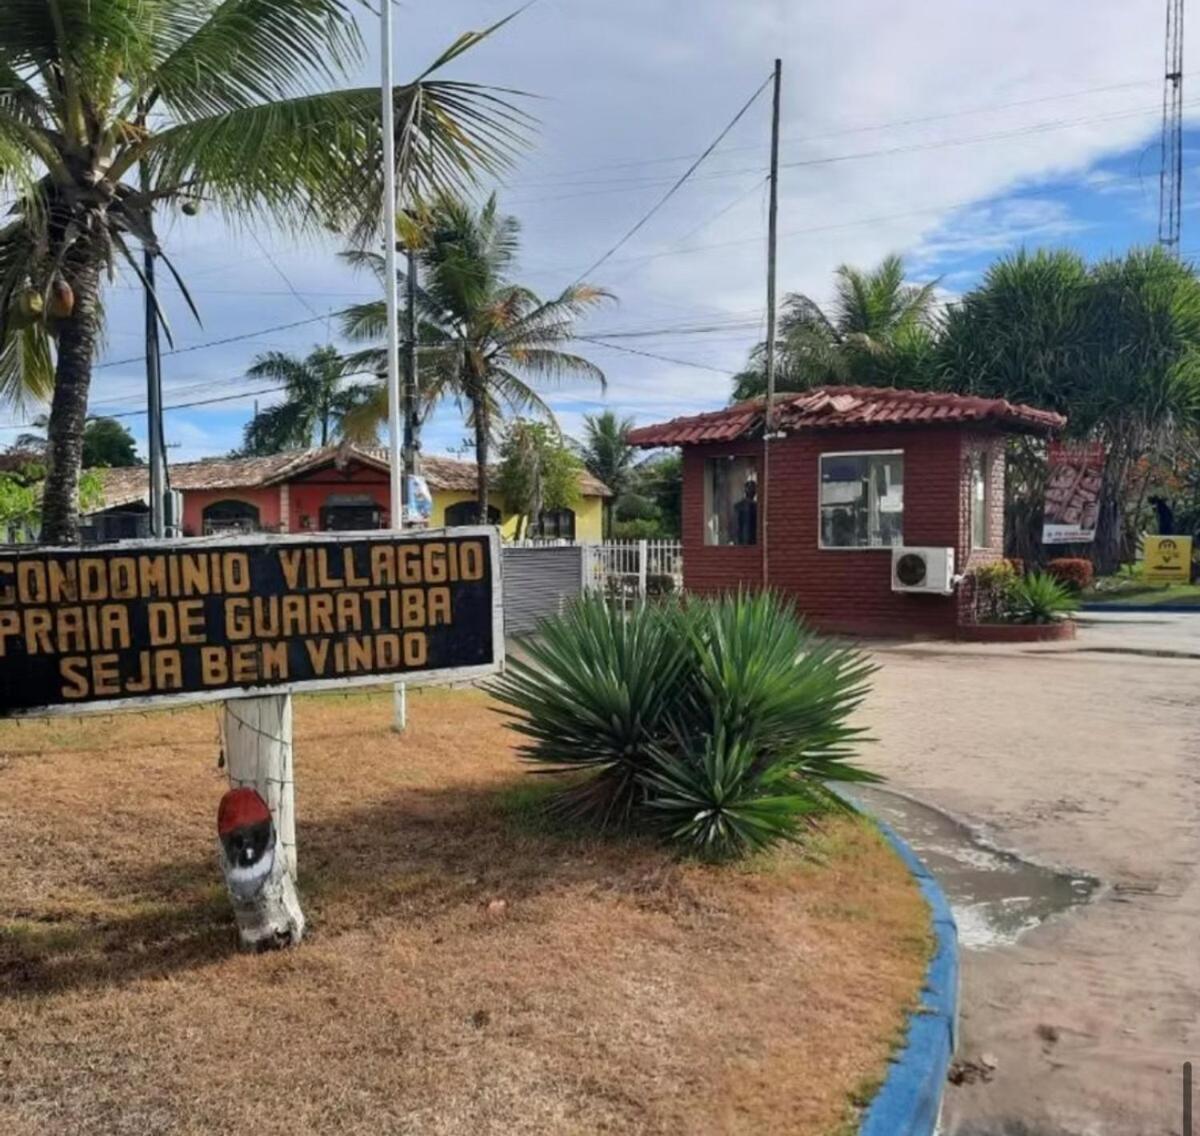 CONDOMINIO VILLAGGIO
PRAIA DE GUARATIBA
SEJA BEM VINDO